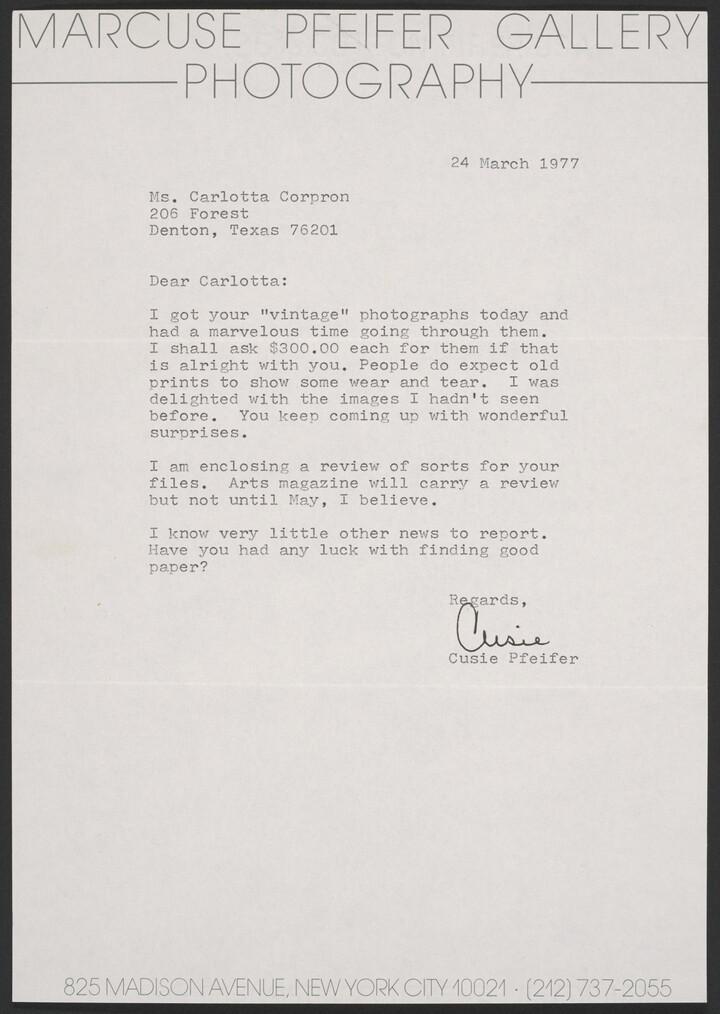 MARCUSE PFEIFER GALLERY
PHOTOGRAPHY
24 March 1977
Ms. Carlotta Corpron
206 Forest
Denton, Texas 76201
Dear Carlotta:
I got your "vintage" photographs today and
had a marvelous time going through them.
I shall ask $300.00 each for them if that
is alright with you. People do expect old
prints to show some wear and tear. I was
delighted with the images I hadn't seen
before. You keep coming up with wonderful
surprises.
I am enclosing a review of sorts for your
files. Arts magazine will carry a review
but not until May, I believe.
I know very little other news to report.
Have you had any luck with finding good
paper?
Regards,
Cusie
Cusie Pfeifer
825 MADISON AVENUE, NEW YORK CITY 10021 · (212) 737-2055